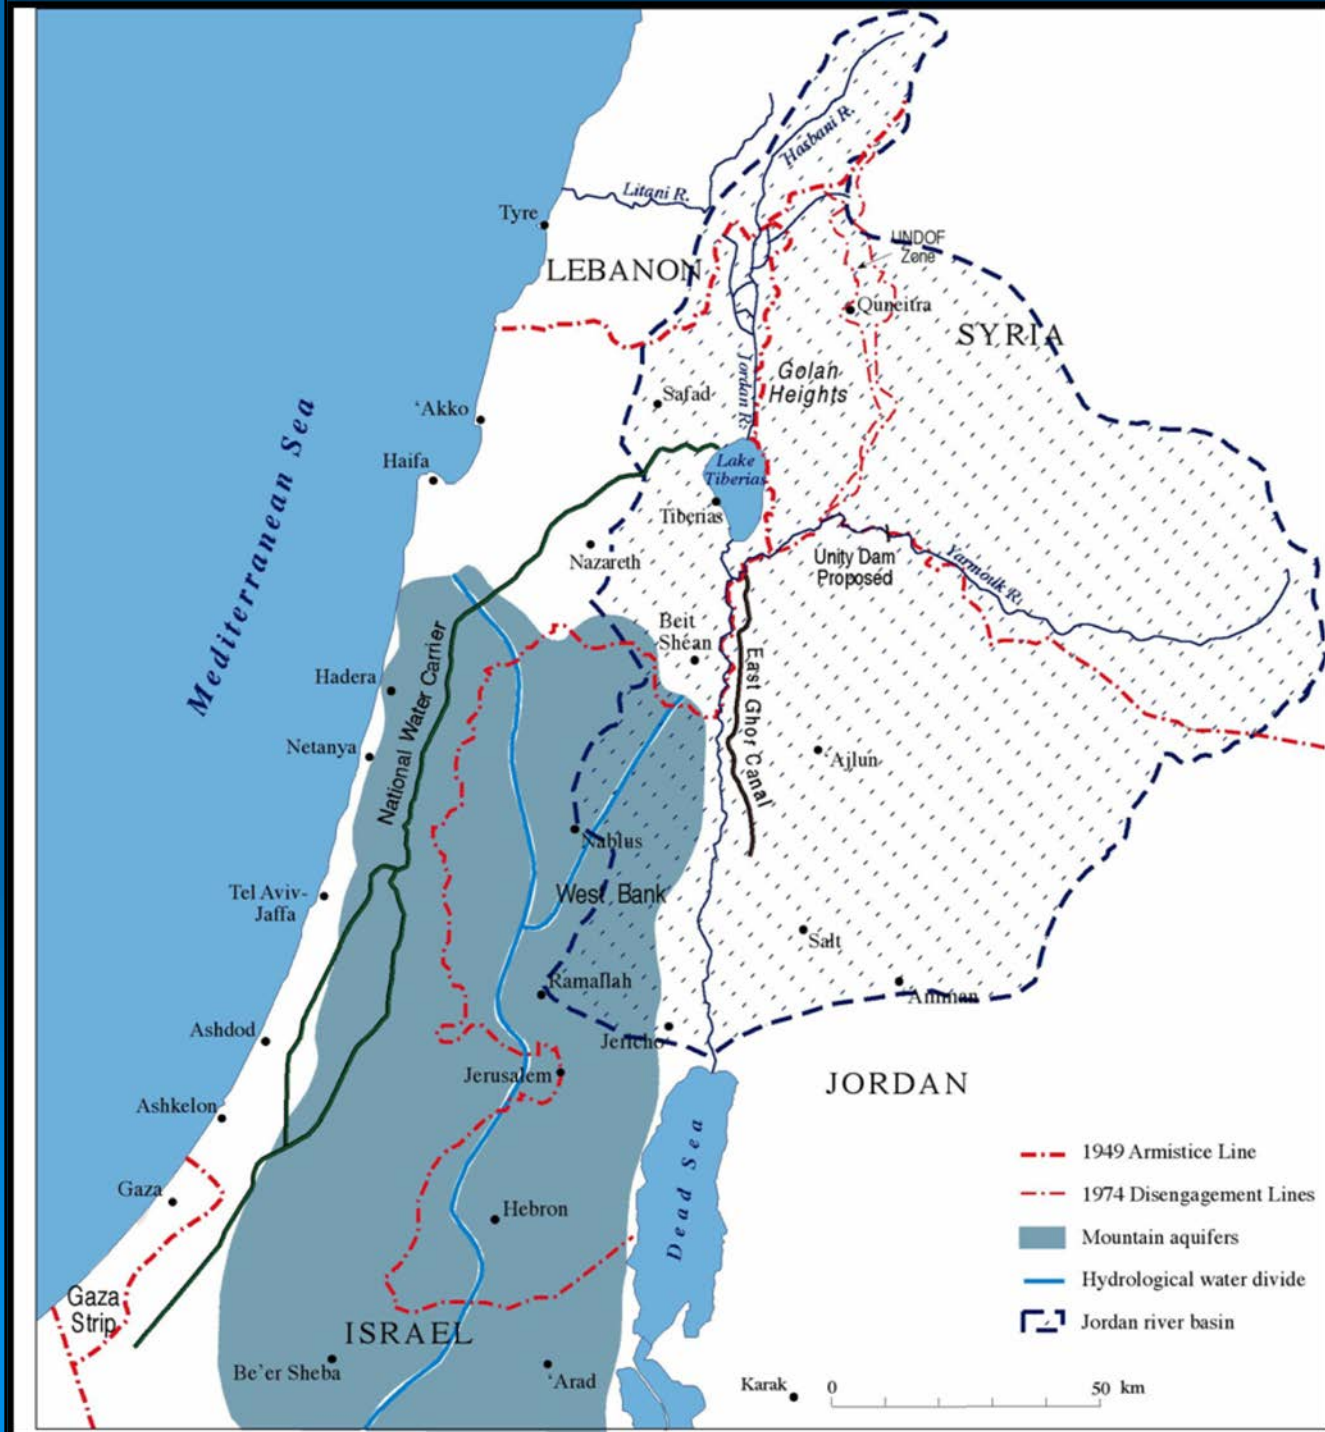 Hasbani R.
Litani R.
Tyre
LEBANON
UNDOF
Zone
Quneitra
SYRIA
Golan
Heights
Jordan R.
Safad
‘Akko
Haifa
Lake
Tiberias
Tiberias
Mediterranean Sea
Nazareth
Unity Dam
Proposed
Yarmouk R.
Beit
Shean
East Ghor Canal
Hadera
National Water Carrier
Netanya
‘Ajlun
Nablus
West Bank
Tel Aviv-
Jaffa
Salt
Ramallah
Amman
Ashdod
Jericho
Jerusalem
JORDAN
Ashkelon
Dead Sea
Gaza
Hebron
Gaza
Strip
ISRAEL
Be’er Sheba
‘Arad
Karak
1949 Armistice Line
1974 Disengagement Lines
Mountain aquifers
Hydrological water divide
Jordan river basin
0 50 km